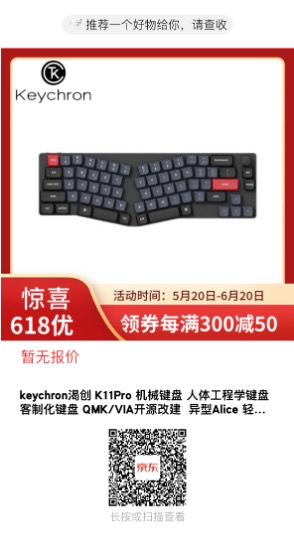 推荐一个好物给你，请查收
Keychron
惊喜
618优
活动时间：5月20日-6月20日
领券每满300减50
暂无报价
keychron渴创 K11Pro 机械键盘 人体工程学键盘
客制化键盘 QMK/VIA开源改建 异型Alice 轻...
京东
长按或扫描查看